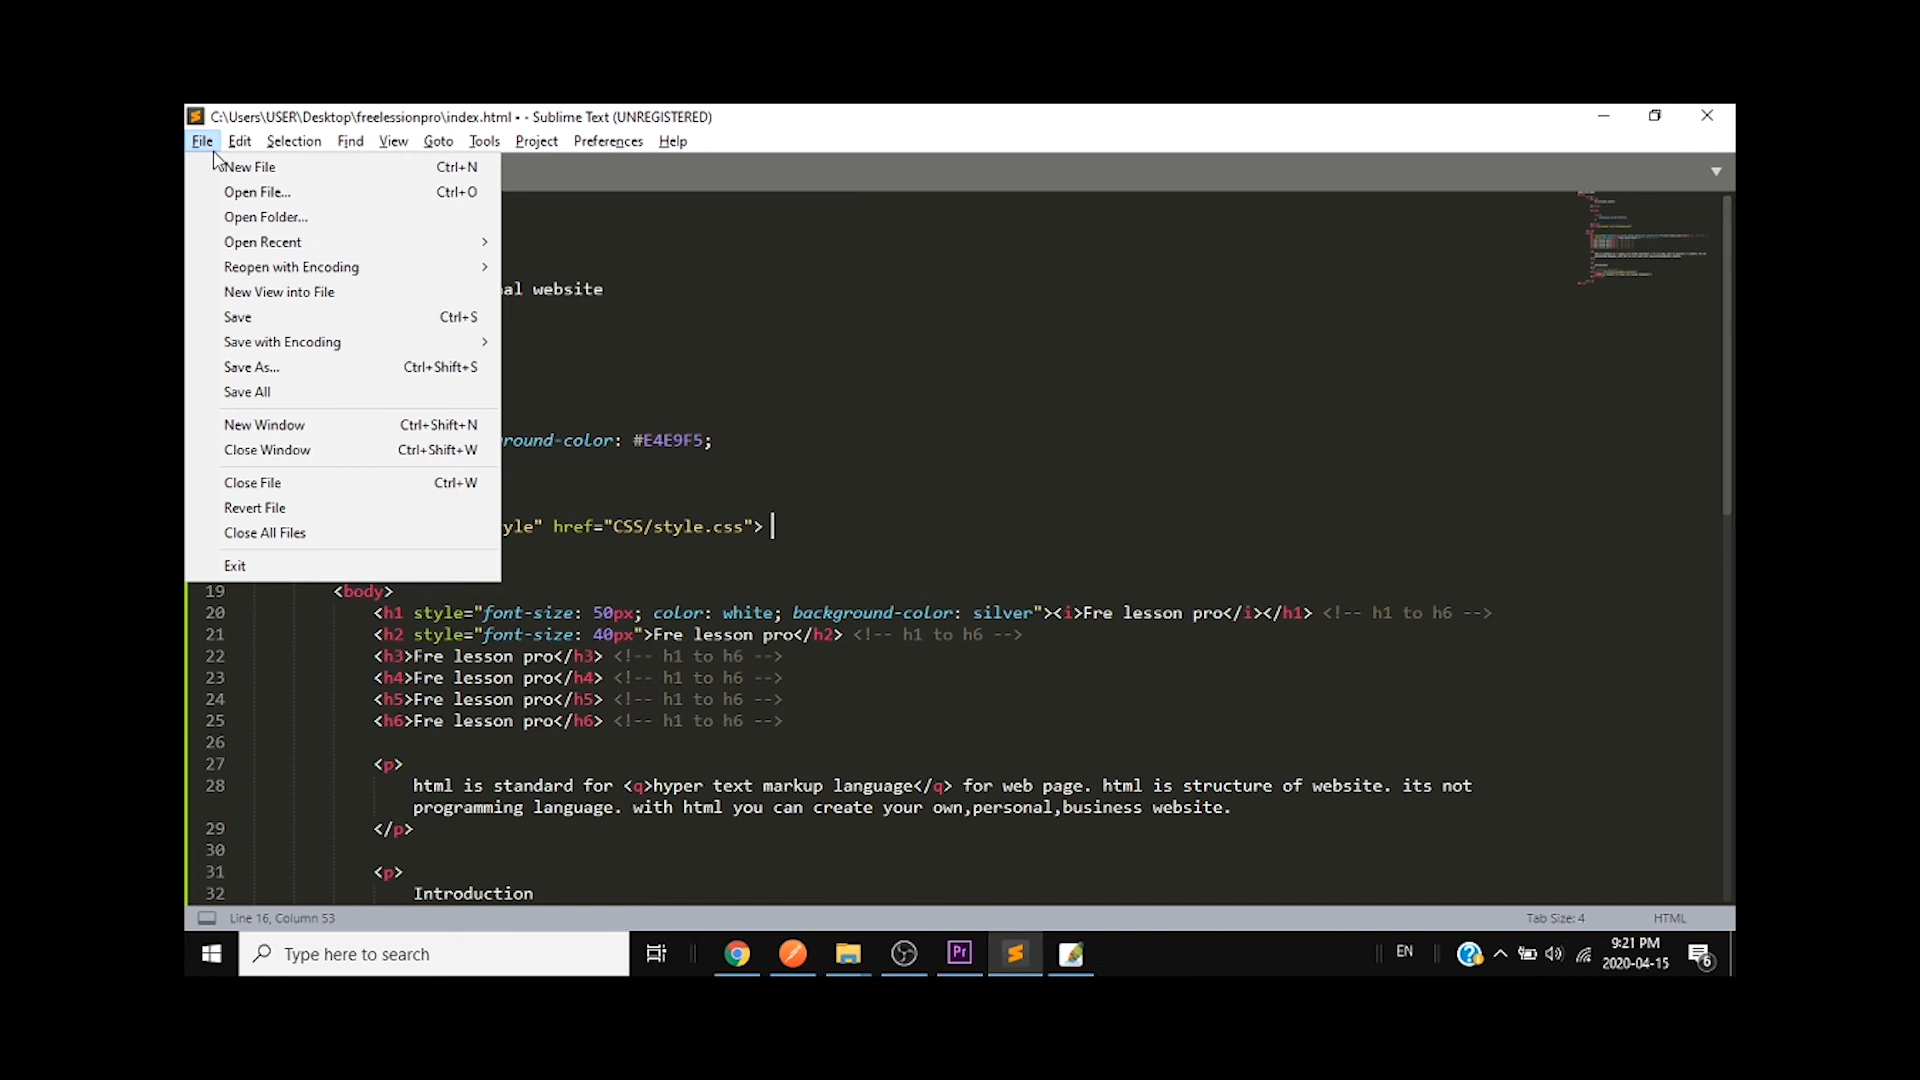 C:\Users\USER\Desktop\freelessionpro\index.html • - Sublime Text (UNREGISTERED)
File Edit Selection Find View Goto Tools Project Preferences Help
New File Ctrl+N
Open File... Ctrl+O
Open Folder...
Open Recent
Reopen with Encoding
New View into File
Save Ctrl+S
Save with Encoding
Save As... Ctrl+Shift+S
Save All
New Window Ctrl+Shift+N
Close Window Ctrl+Shift+W
Close File Ctrl+W
Revert File
Close All Files
Exit
al website
round-color: #E4E9F5;
yle" href="CSS/style.css">
19 <body>
20 <h1 style="font-size: 50px; color: white; background-color: silver"><i>Fre lesson pro</i></h1> <!-- h1 to h6 -->
21 <h2 style="font-size: 40px">Fre lesson pro</h2> <!-- h1 to h6 -->
22 <h3>Fre lesson pro</h3> <!-- h1 to h6 -->
23 <h4>Fre lesson pro</h4> <!-- h1 to h6 -->
24 <h5>Fre lesson pro</h5> <!-- h1 to h6 -->
25 <h6>Fre lesson pro</h6> <!-- h1 to h6 -->
26
27 <p>
28 html is standard for <q>hyper text markup language</q> for web page. html is structure of website. its not
programming language. with html you can create your own,personal,business website.
29 </p>
30
31 <p>
32 Introduction
Line 16, Column 53 Tab Size: 4 HTML
Type here to search
Pr
EN
9:21 PM
2020-04-15
6